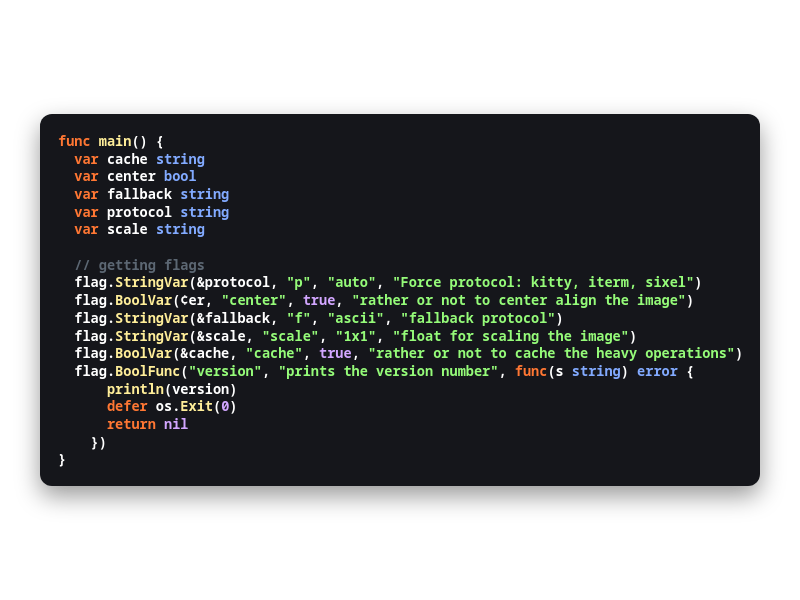 func main() {
  var cache string
  var center bool
  var fallback string
  var protocol string
  var scale string

  // getting flags
  flag.StringVar(&protocol, "p", "auto", "Force protocol: kitty, iterm, sixel")
  flag.BoolVar(¢er, "center", true, "rather or not to center align the image")
  flag.StringVar(&fallback, "f", "ascii", "fallback protocol")
  flag.StringVar(&scale, "scale", "1x1", "float for scaling the image")
  flag.BoolVar(&cache, "cache", true, "rather or not to cache the heavy operations")
  flag.BoolFunc("version", "prints the version number", func(s string) error {
      println(version)
      defer os.Exit(0)
      return nil
    })
}